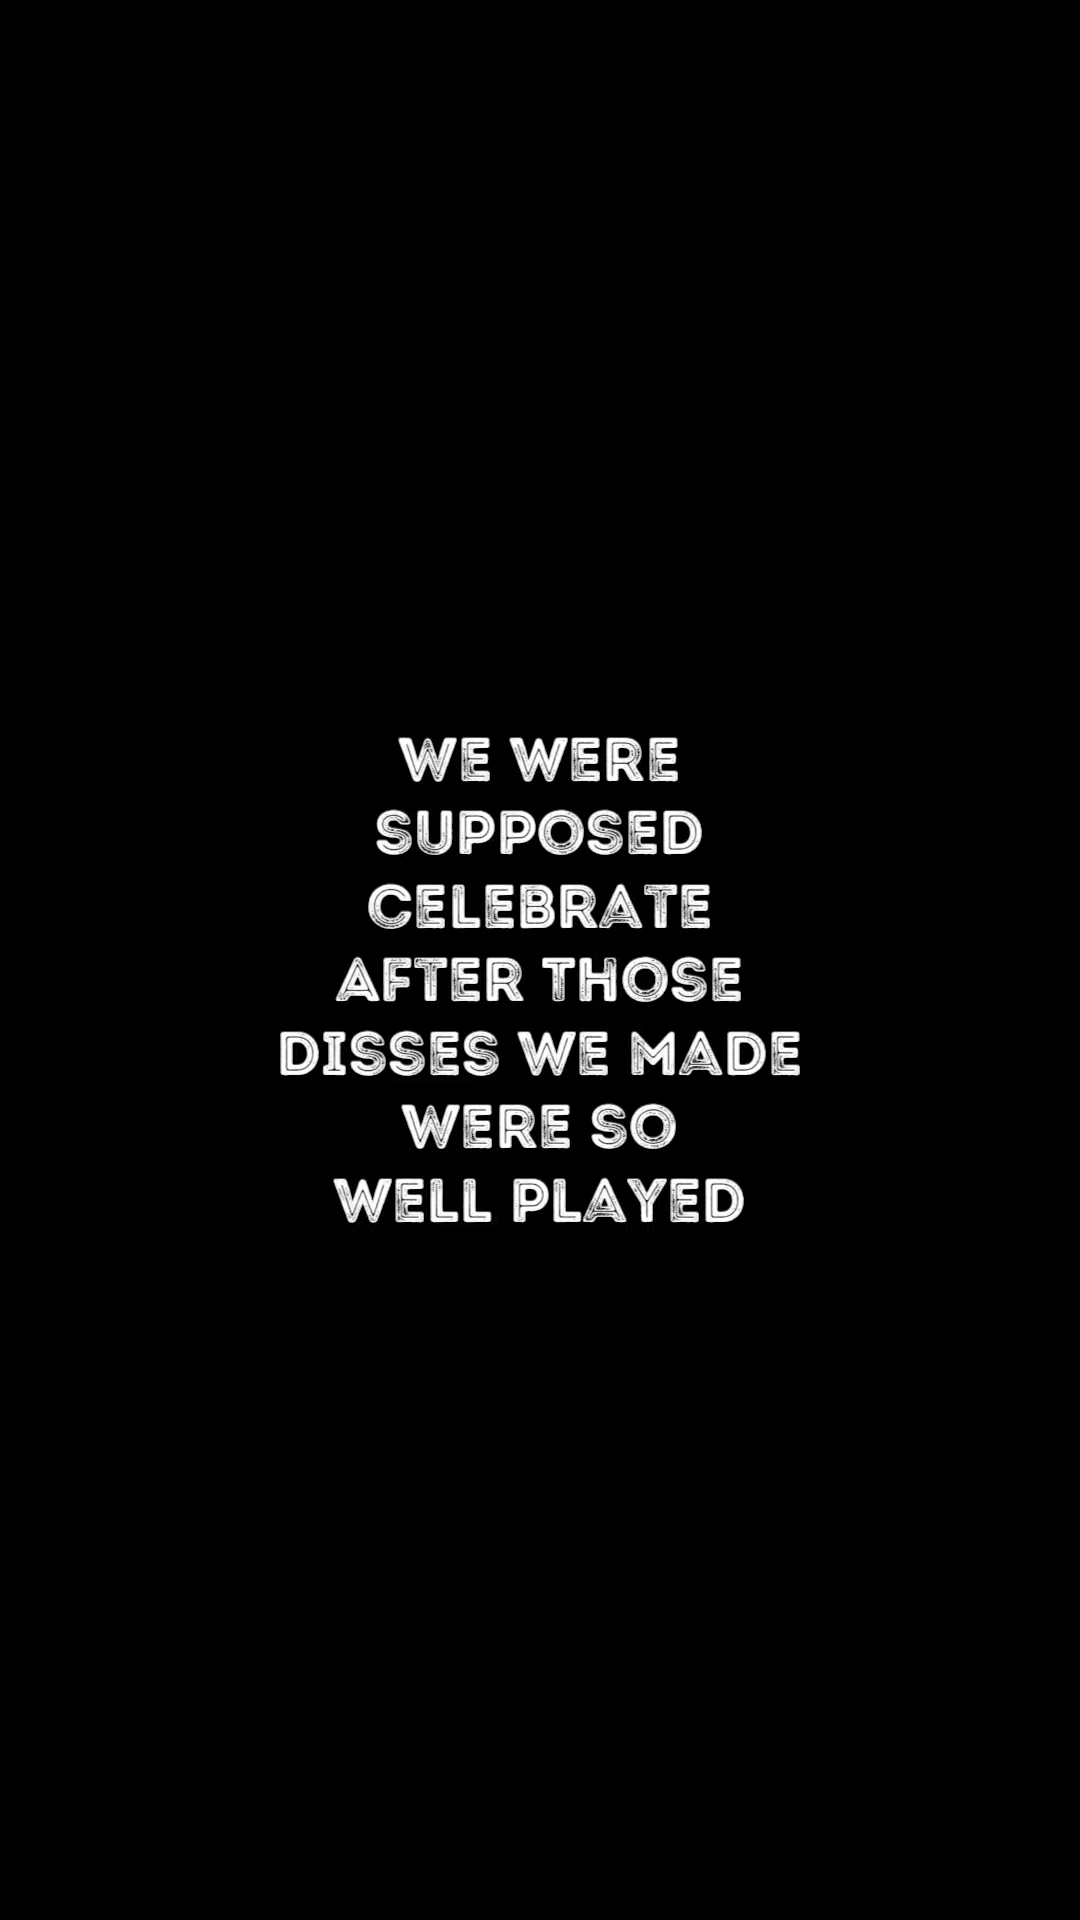 WE WERE
SUPPOSED
CELEBRATE
AFTER THOSE
DISSES WE MADE
WERE SO
WELL PLAYED